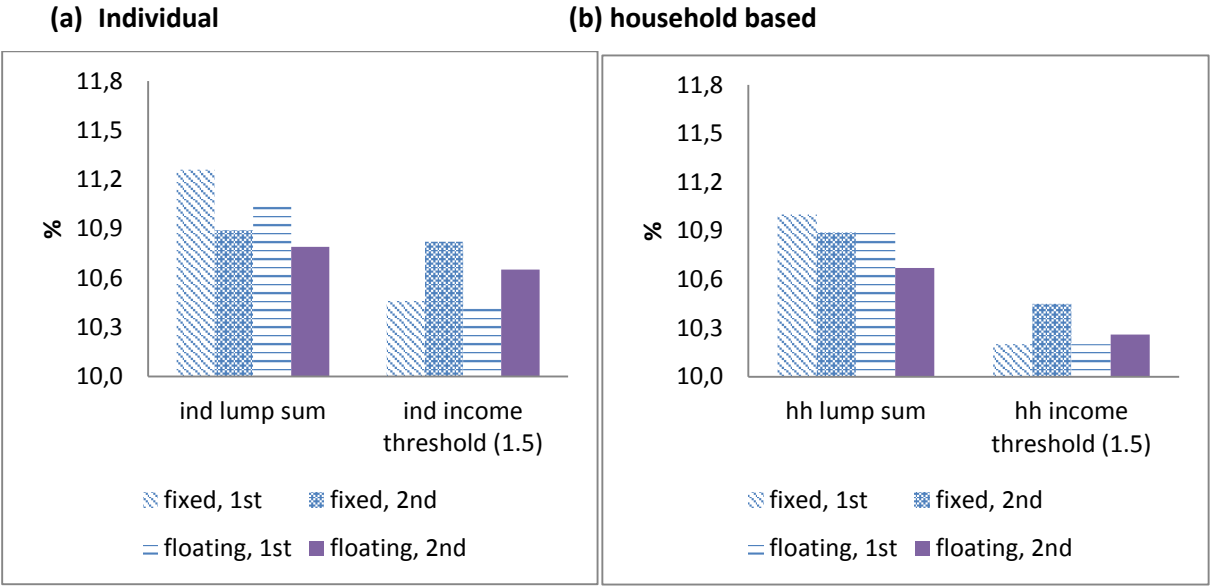 (a) Individual
(b) household based
11,8
11,5
11,2
10,9
10,6
10,3
10,0
%
ind lump sum
ind income
threshold (1.5)
fixed, 1st
fixed, 2nd
floating, 1st
floating, 2nd
11,8
11,5
11,2
10,9
10,6
10,3
10,0
%
hh lump sum
hh income
threshold (1.5)
fixed, 1st
fixed, 2nd
floating, 1st
floating, 2nd